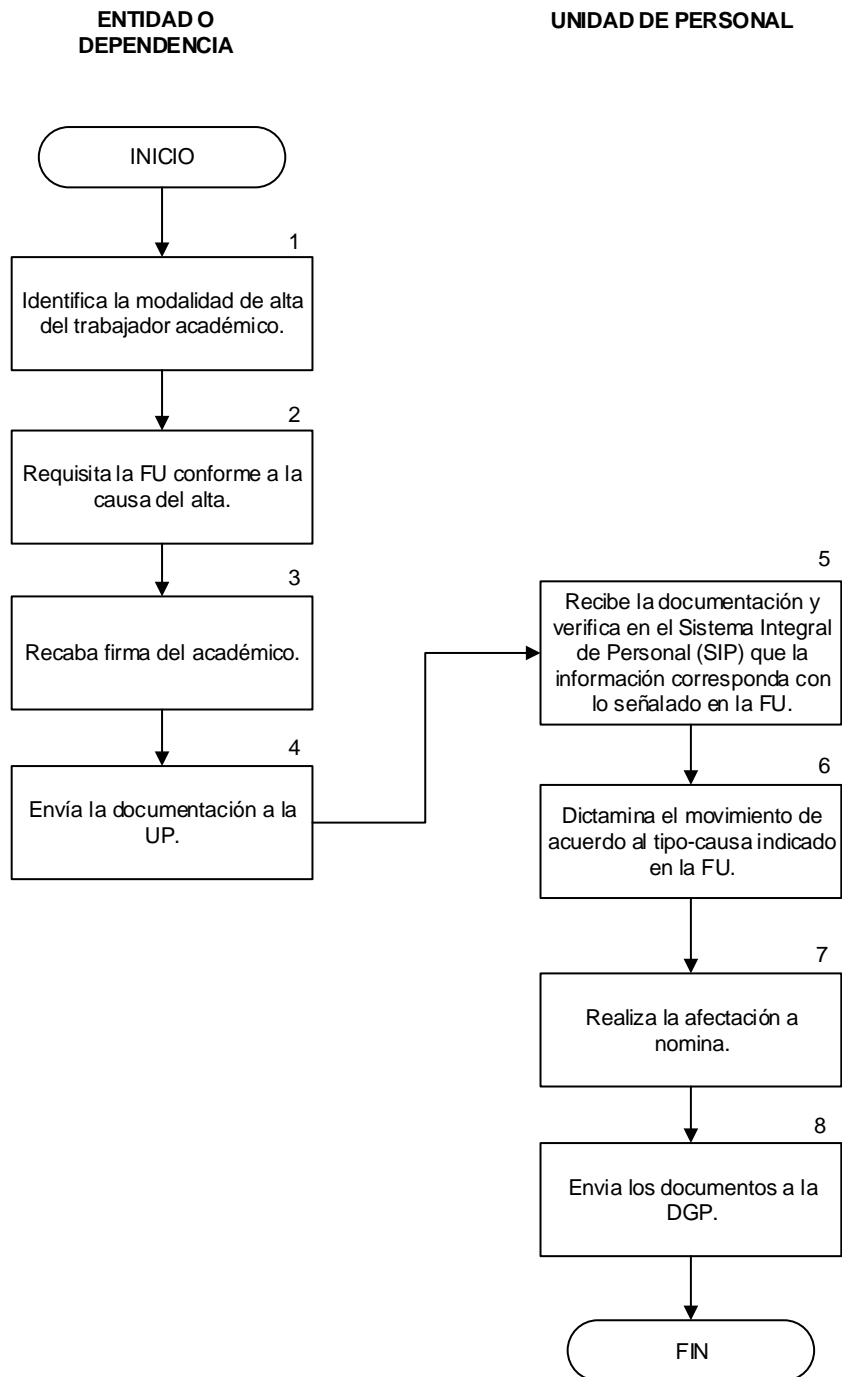 ENTIDAD O
DEPENDENCIA
UNIDAD DE PERSONAL
INICIO
1
Identifica la modalidad de alta
del trabajador académico.
2
Requisita la FU conforme a la
causa del alta.
3
Recaba firma del académico.
4
Envía la documentación a la
UP.
5
Recibe la documentación y
verifica en el Sistema Integral
de Personal (SIP) que la
información corresponda con
lo señalado en la FU.
6
Dictamina el movimiento de
acuerdo al tipo-causa indicado
en la FU.
7
Realiza la afectación a
nomina.
8
Envia los documentos a la
DGP.
FIN